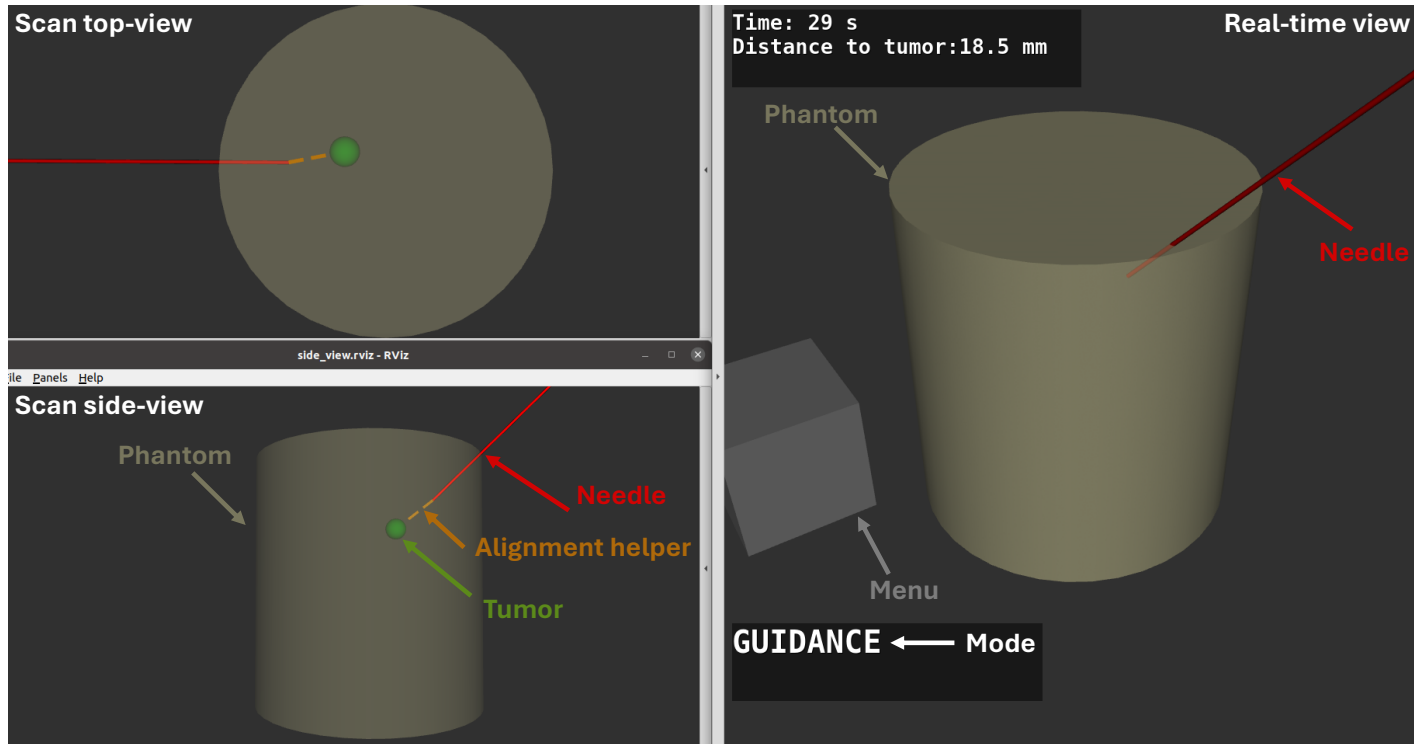 Scan top-view
side_view.rviz - RViz
ile Panels Help
Scan side-view
Phantom
Needle
Alignment helper
Tumor
Time: 29 s
Distance to tumor:18.5 mm
Real-time view
Phantom
Needle
Menu
GUIDANCE
Mode